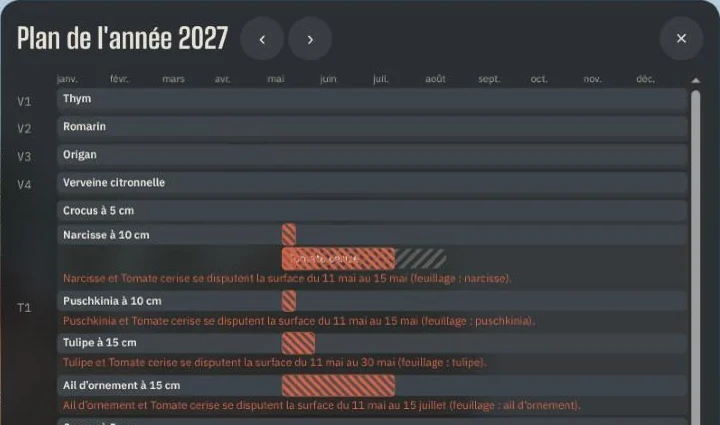 Plan de l'année 2027
janv. févr. mars avr. mai juin juil. août sept. oct. nov. déc.
V1 Thym
V2 Romarin
V3 Origan
V4 Verveine citronnelle
Crocus à 5 cm
Narcisse à 10 cm
Tomate cerise
Narcisse et Tomate cerise se disputent la surface du 11 mai au 15 mai (feuillage : narcisse).
T1 Puschkinia à 10 cm
Puschkinia et Tomate cerise se disputent la surface du 11 mai au 15 mai (feuillage : puschkinia).
Tulipe à 15 cm
Tulipe et Tomate cerise se disputent la surface du 11 mai au 30 mai (feuillage : tulipe).
Ail d'ornement à 15 cm
Ail d'ornement et Tomate cerise se disputent la surface du 11 mai au 15 juillet (feuillage : ail d'ornement).